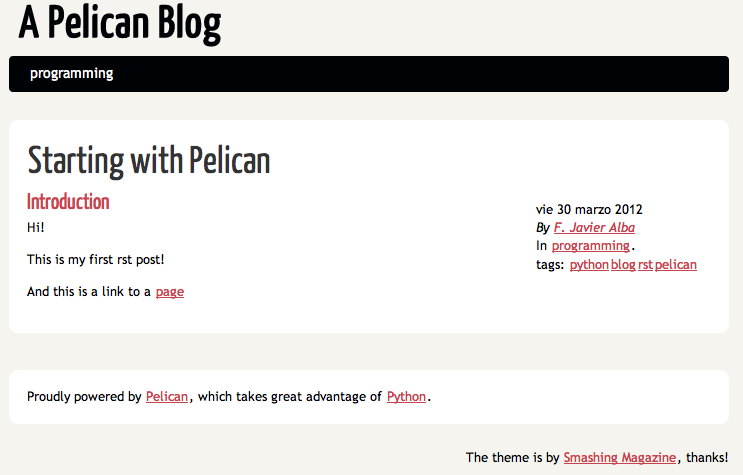 A Pelican Blog
programming
Starting with Pelican
Introduction
Hi!
This is my first rst post!
And this is a link to a page
vie 30 marzo 2012
By F. Javier Alba
In programming.
tags: python blog rst pelican
Proudly powered by Pelican, which takes great advantage of Python.
The theme is by Smashing Magazine, thanks!